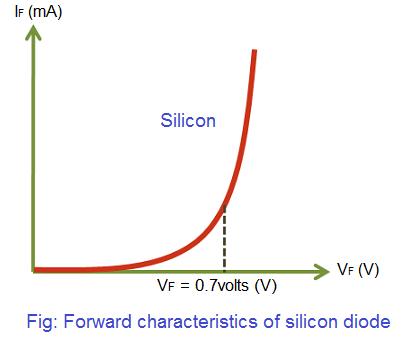 IF (mA)
Silicon
VF (V)
VF = 0.7volts (V)
Fig: Forward characteristics of silicon diode